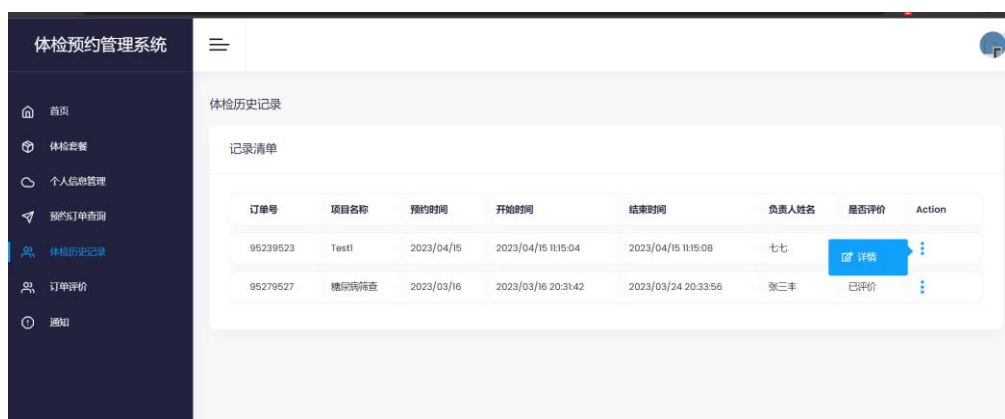 体检预约管理系统
首页
体检套餐
个人信息管理
预约订单查询
体检历史记录
订单评价
通知
体检历史记录
记录清单
订单号 项目名称 预约时间 开始时间 结束时间 负责人姓名 是否评价 Action
95239523 Test1 2023/04/15 2023/04/15 11:15:04 2023/04/15 11:15:08 七七 详情
95279527 糖尿病筛查 2023/03/16 2023/03/16 20:31:42 2023/03/24 20:33:56 张三丰 已评价